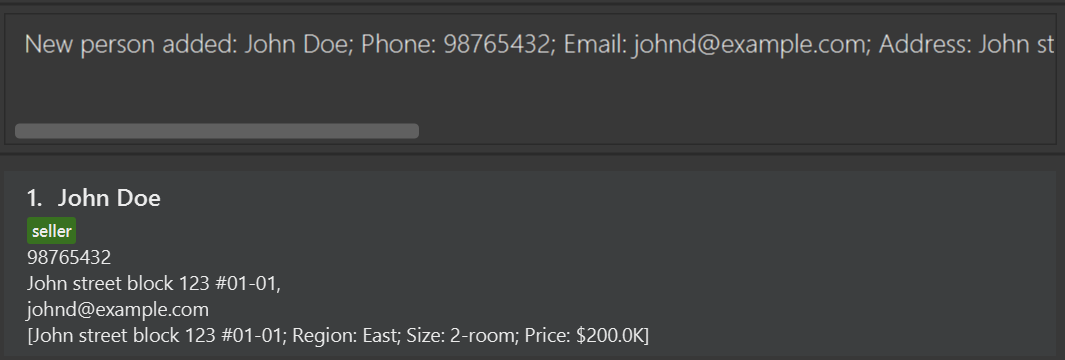 New person added: John Doe; Phone: 98765432; Email: johnd@example.com; Address: John st
1. John Doe
seller
98765432
John street block 123 #01-01,
johnd@example.com
[John street block 123 #01-01; Region: East; Size: 2-room; Price: $200.0K]